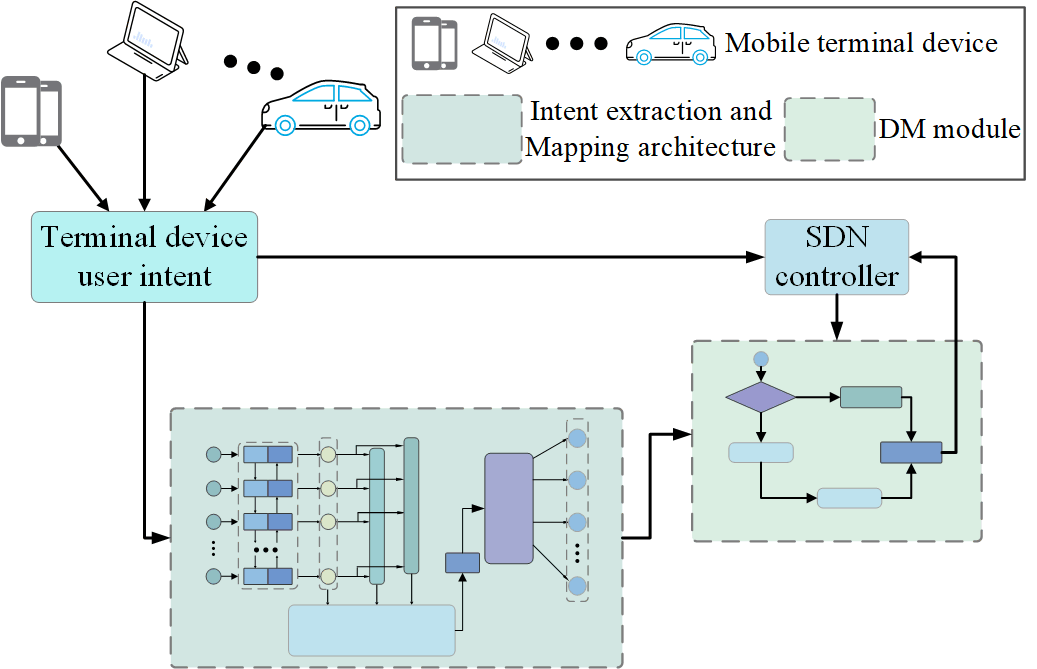 Mobile terminal device
Intent extraction and
Mapping architecture
DM module
Terminal device
user intent
SDN
controller